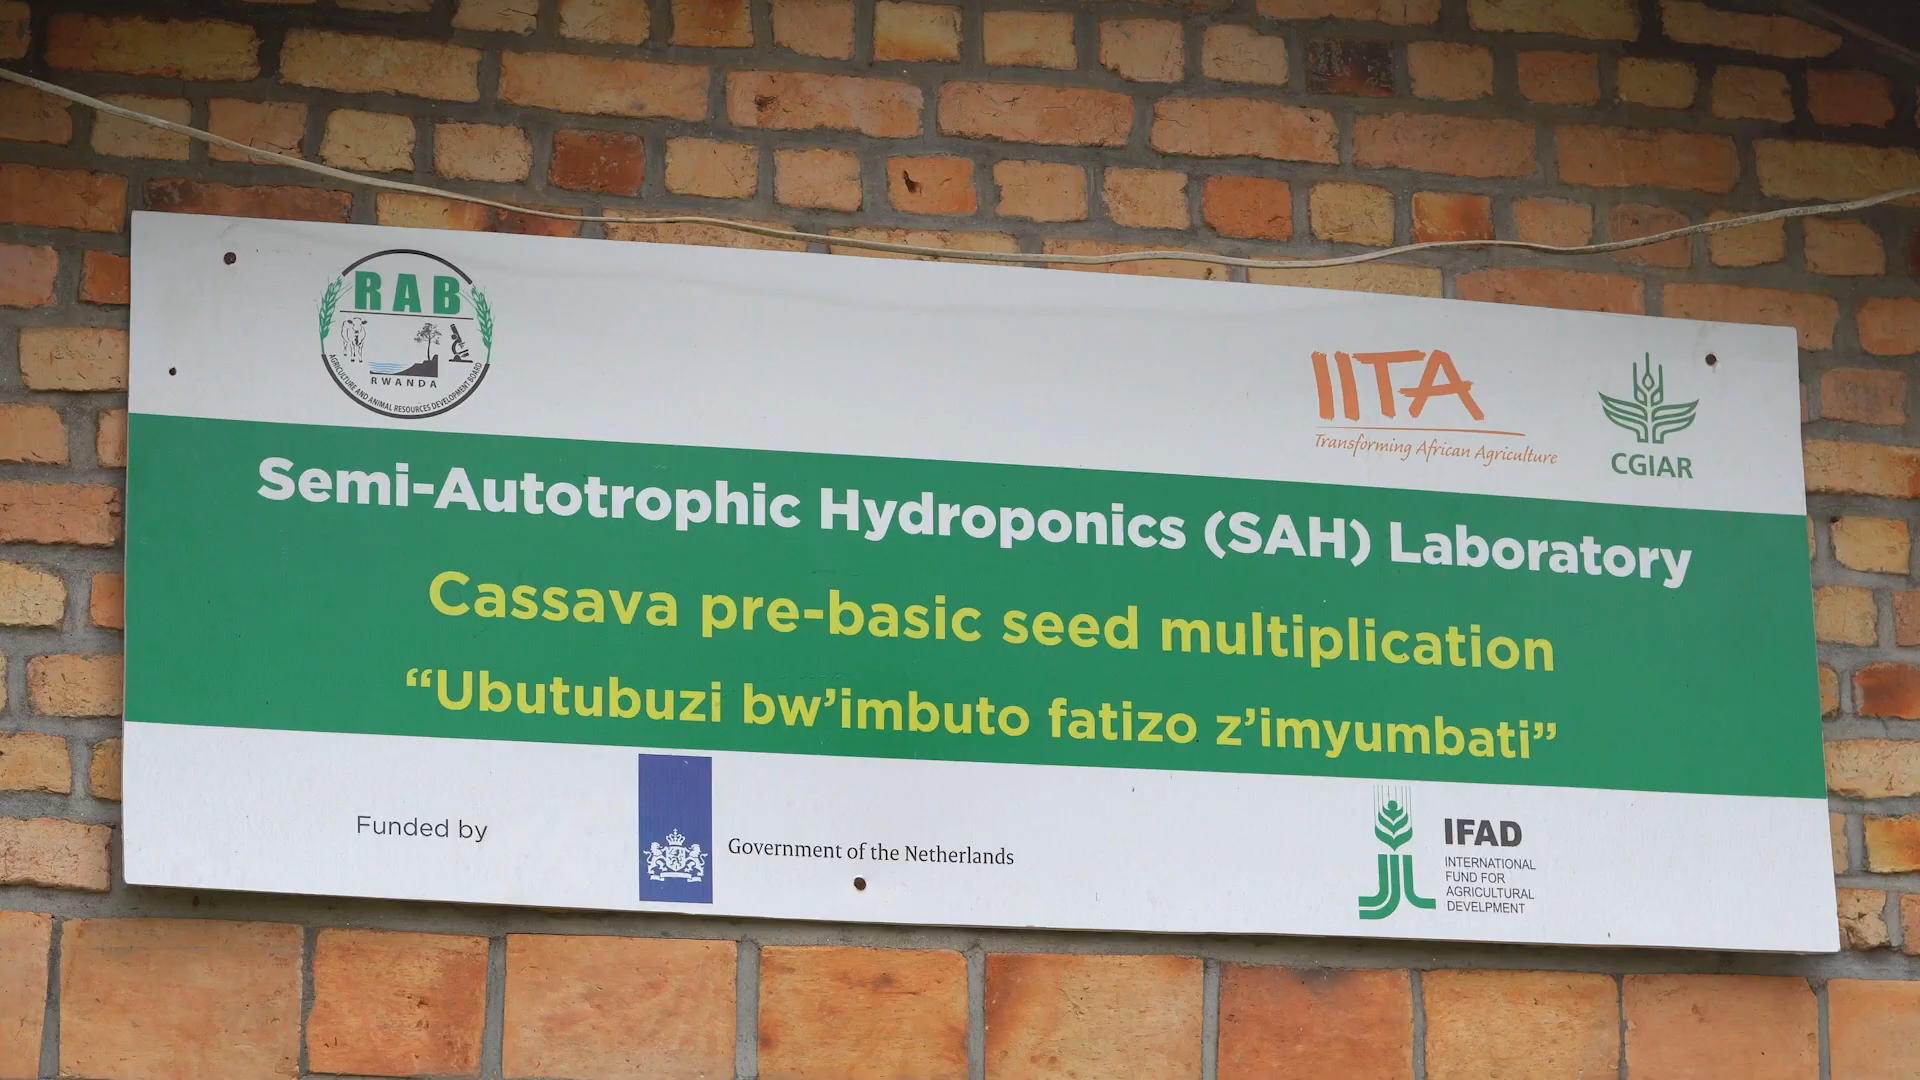 RAB
RWANDA
AGRICULTURE AND ANIMAL RESOURCES DEVELOPMENT BOARD
IITA
Transforming African Agriculture
CGIAR
Semi-Autotrophic Hydroponics (SAH) Laboratory
Cassava pre-basic seed multiplication
“Ubutubuzi bw’imbuto fatizo z’imyumbati”
Funded by
Government of the Netherlands
IFAD
INTERNATIONAL
FUND FOR
AGRICULTURAL
DEVELPMENT